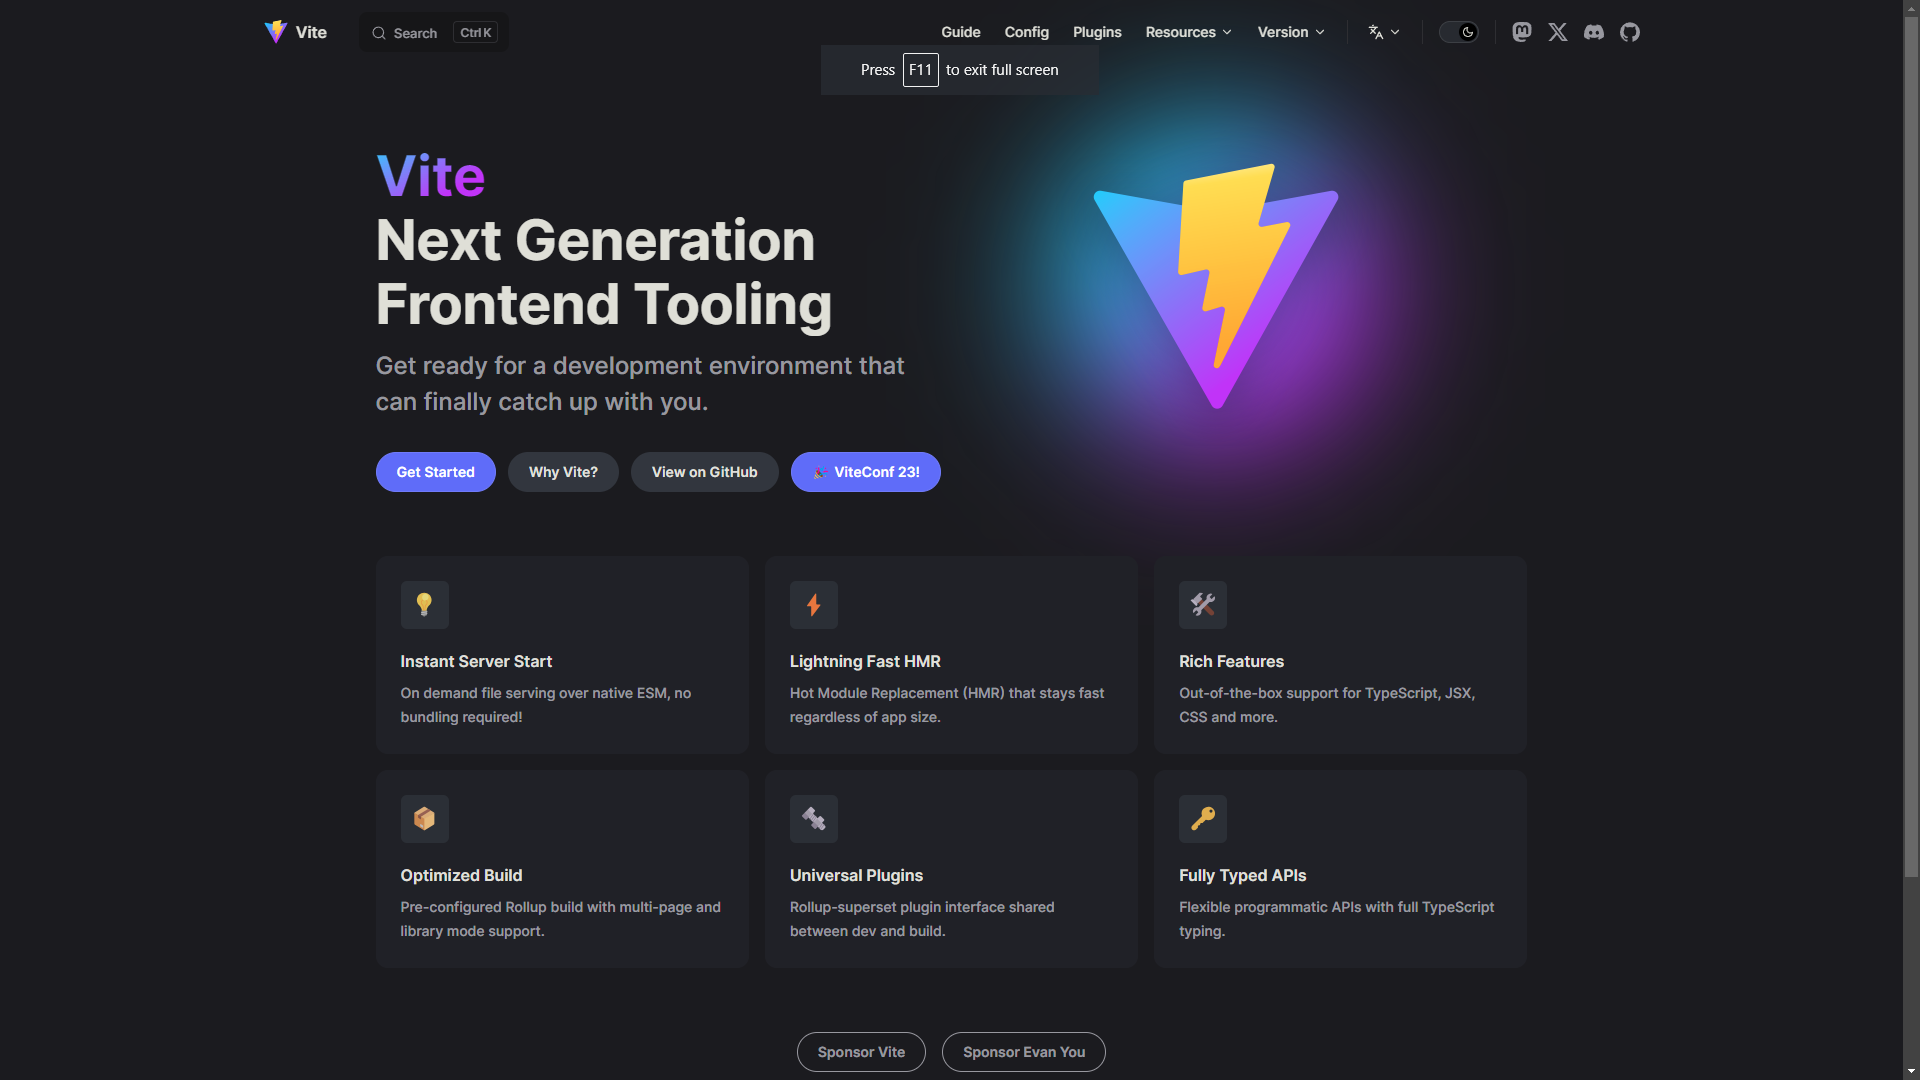 Vite
Search
Ctrl K
Guide
Config
Plugins
Resources
Version
Press F11 to exit full screen
Vite
Next Generation
Frontend Tooling
Get ready for a development environment that
can finally catch up with you.
Get Started
Why Vite?
View on GitHub
🎉 ViteConf 23!
Instant Server Start
On demand file serving over native ESM, no
bundling required!
Lightning Fast HMR
Hot Module Replacement (HMR) that stays fast
regardless of app size.
Rich Features
Out-of-the-box support for TypeScript, JSX,
CSS and more.
Optimized Build
Pre-configured Rollup build with multi-page and
library mode support.
Universal Plugins
Rollup-superset plugin interface shared
between dev and build.
Fully Typed APIs
Flexible programmatic APIs with full TypeScript
typing.
Sponsor Vite
Sponsor Evan You